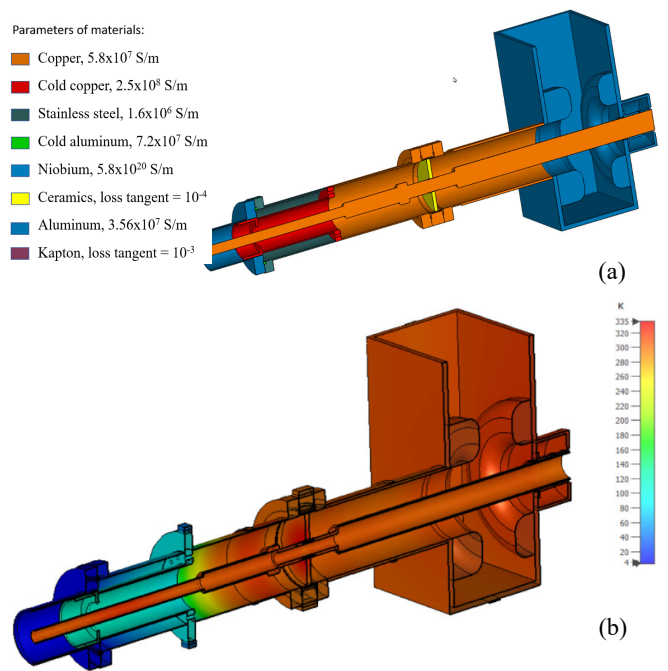 Parameters of materials:
Copper, 5.8x10⁷ S/m
Cold copper, 2.5x10⁸ S/m
Stainless steel, 1.6x10⁶ S/m
Cold aluminum, 7.2x10⁷ S/m
Niobium, 5.8x10²⁰ S/m
Ceramics, loss tangent = 10⁻⁴
Aluminum, 3.56x10⁷ S/m
Kapton, loss tangent = 10⁻³
(a)
K
335
320
300
280
260
240
220
200
180
160
140
120
100
80
60
40
20
4
(b)